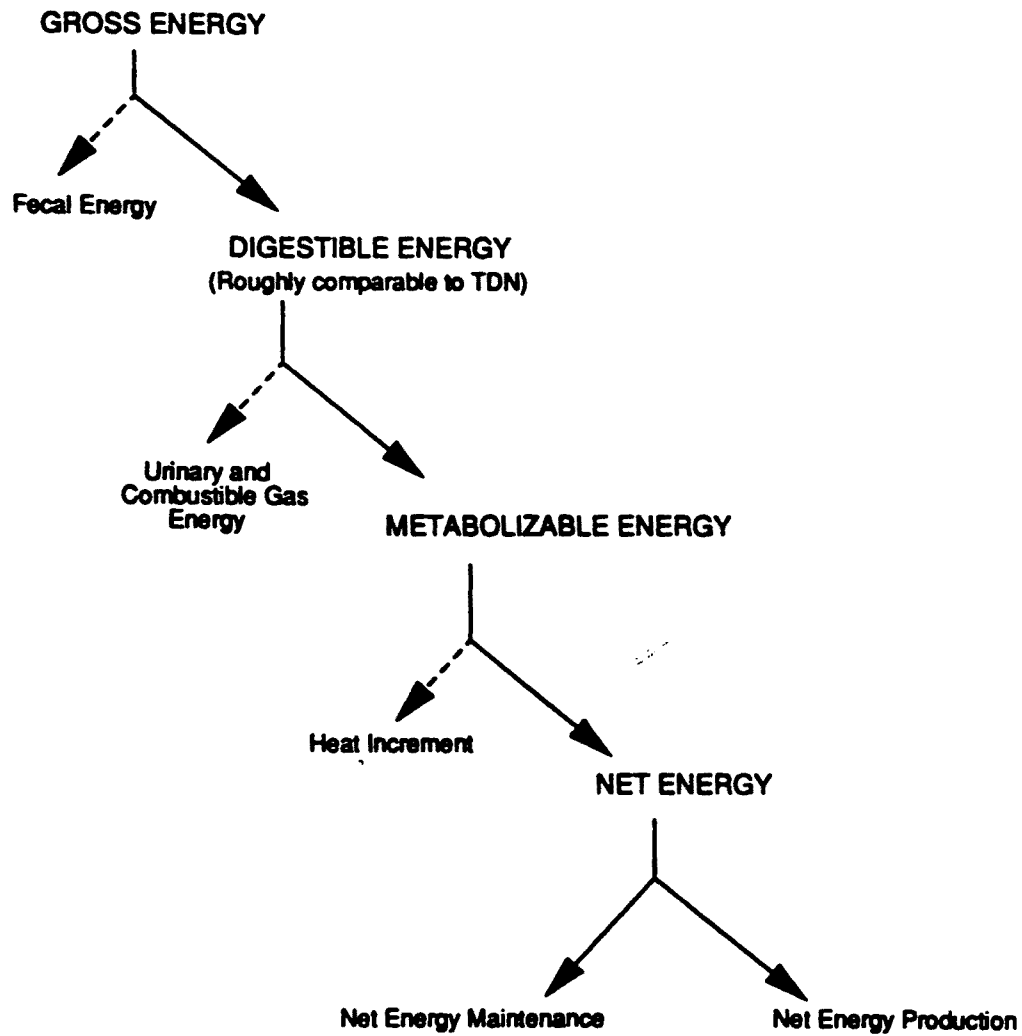 GROSS ENERGY
Fecal Energy
DIGESTIBLE ENERGY
(Roughly comparable to TDN)
Urinary and
Combustible Gas
Energy
METABOLIZABLE ENERGY
Heat Increment
NET ENERGY
Net Energy Maintenance
Net Energy Production